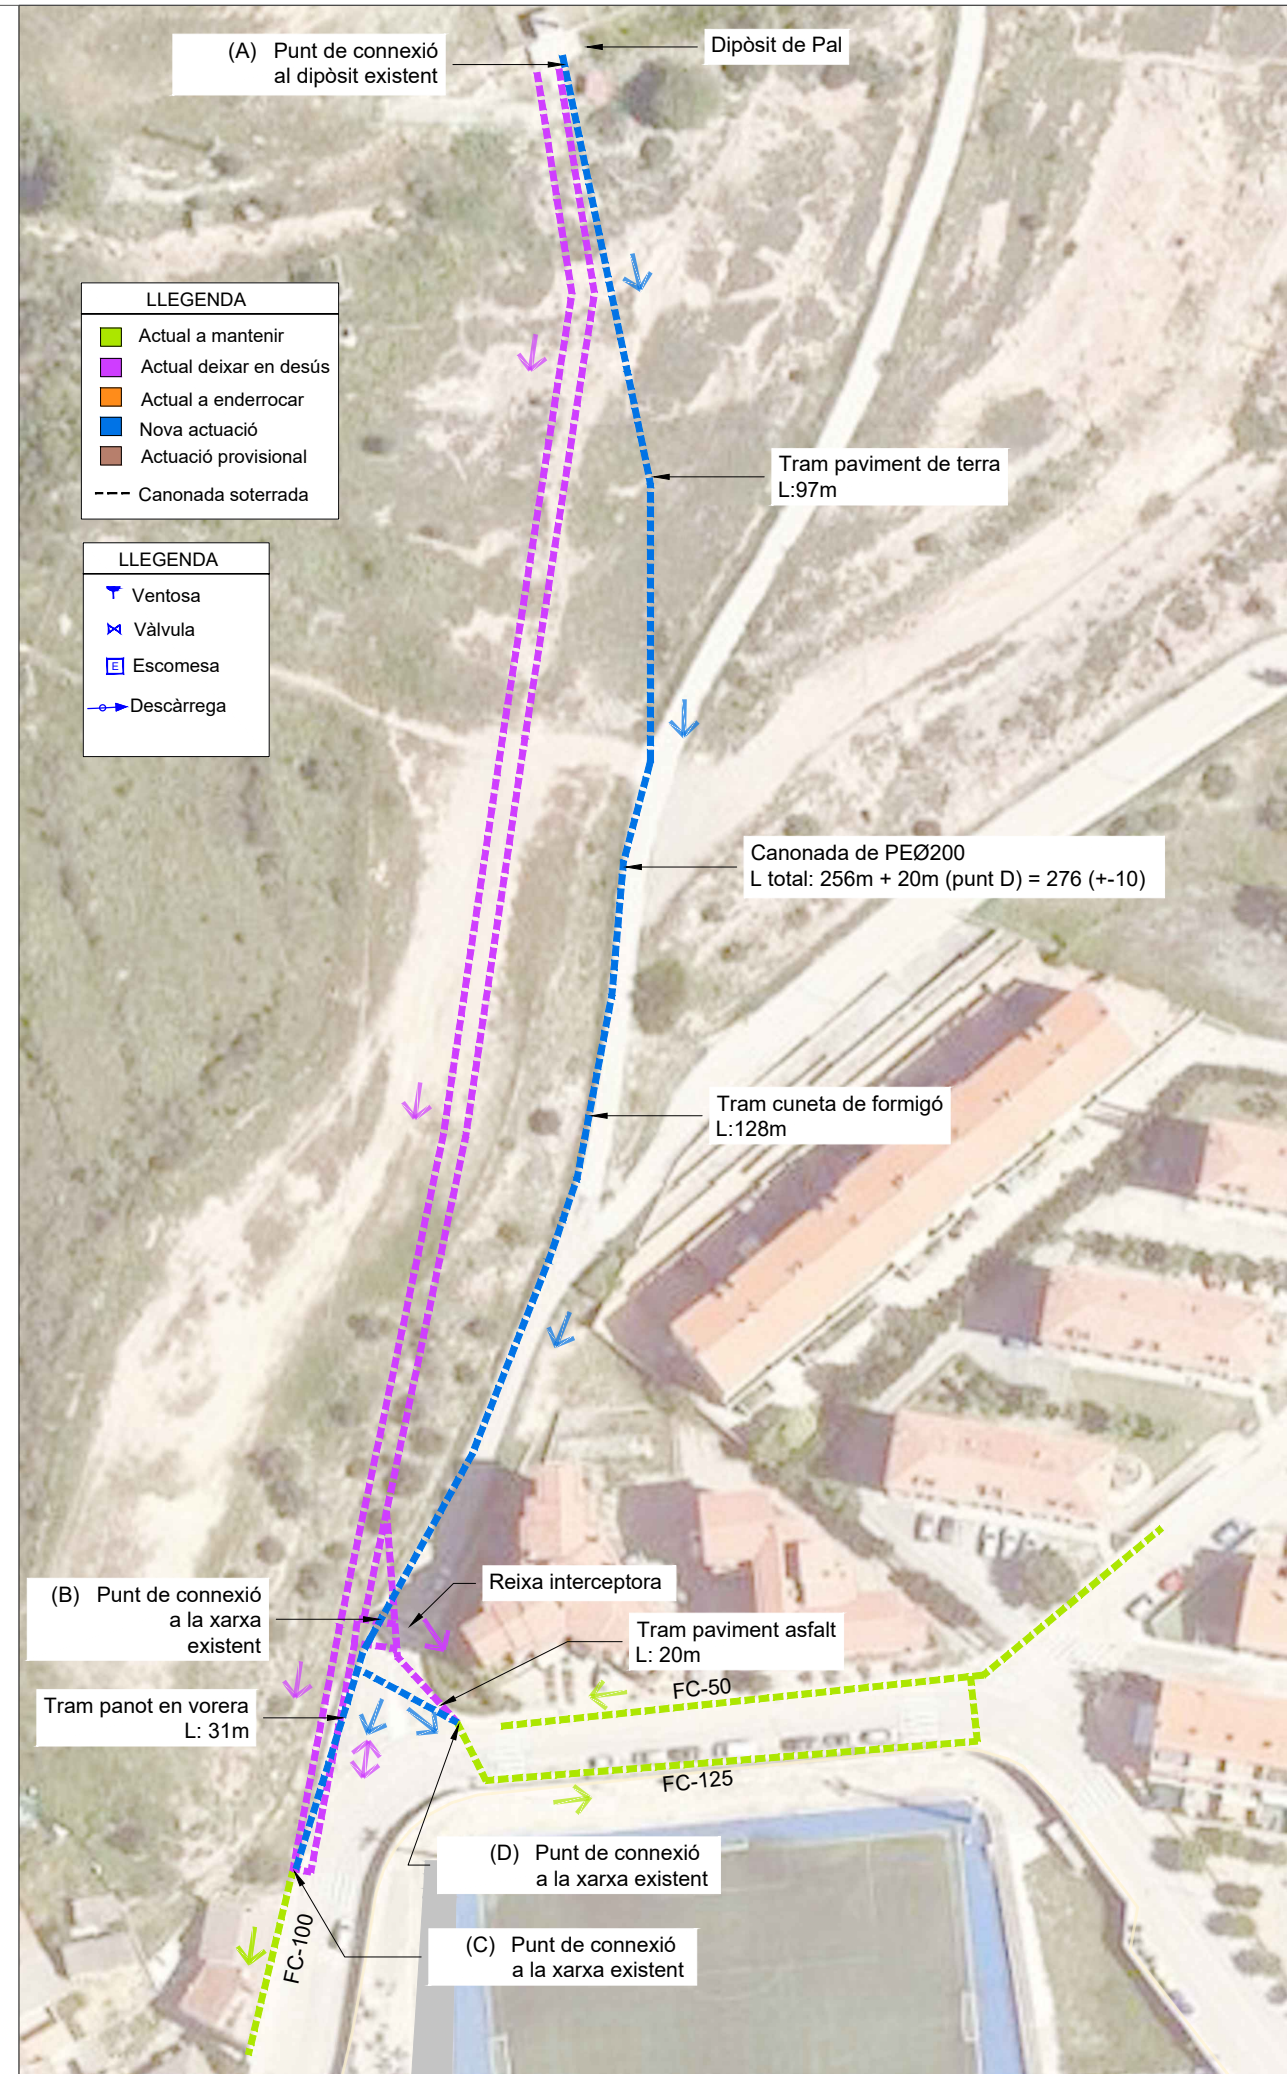 (A) Punt de connexió
al dipòsit existent
Dipòsit de Pal
LLEGENDA
Actual a mantenir
Actual deixar en desús
Actual a enderrocar
Nova actuació
Actuació provisional
Canonada soterrada
LLEGENDA
Ventosa
Vàlvula
E Escomesa
Descàrrega
Tram paviment de terra
L:97m
Canonada de PEØ200
L total: 256m + 20m (punt D) = 276 (+-10)
Tram cuneta de formigó
L:128m
(B) Punt de connexió
a la xarxa
existent
Reixa interceptora
Tram paviment asfalt
L: 20m
Tram panot en vorera
L: 31m
FC-50
FC-125
(D) Punt de connexió
a la xarxa existent
(C) Punt de connexió
a la xarxa existent
FC-100